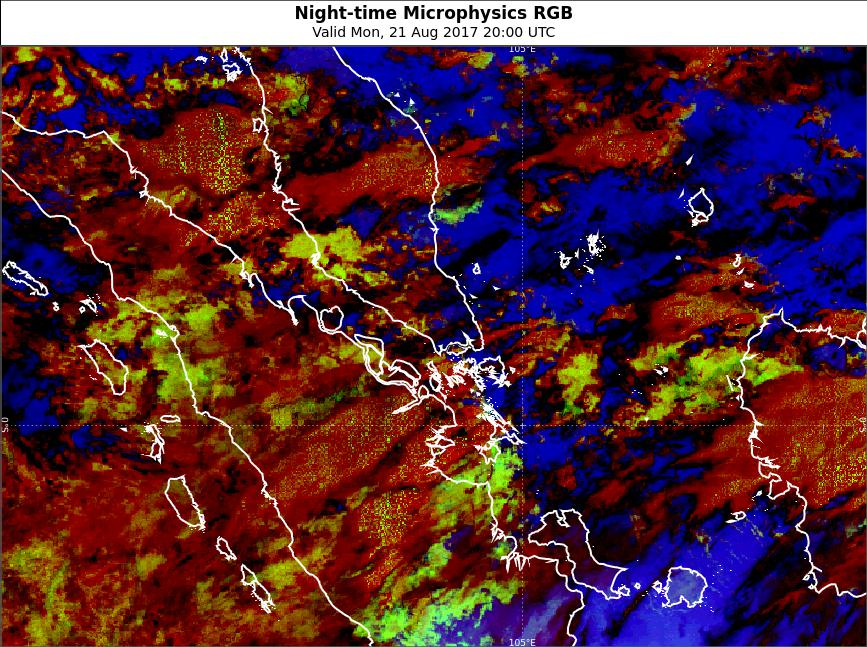 Night-time Microphysics RGB
Valid Mon, 21 Aug 2017 20:00 UTC
105°E
105°E